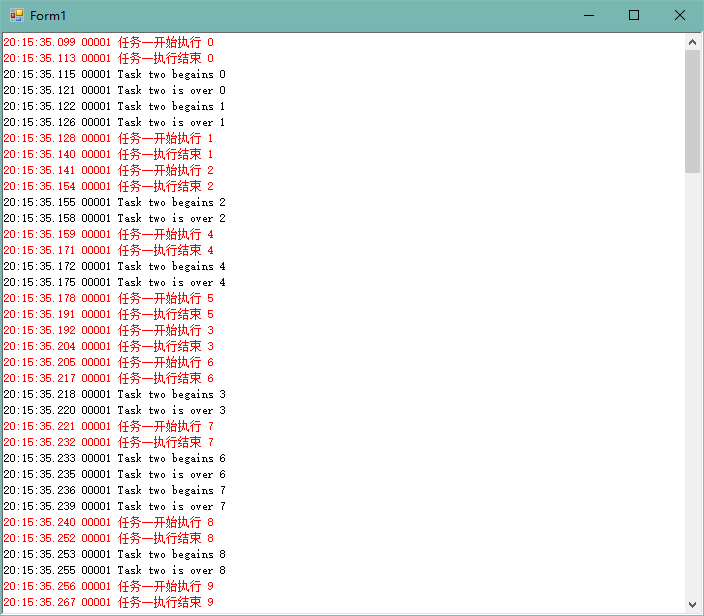 Form1
20:15:35.099 00001 任务一开始执行 0
20:15:35.113 00001 任务一执行结束 0
20:15:35.115 00001 Task two begains 0
20:15:35.121 00001 Task two is over 0
20:15:35.122 00001 Task two begains 1
20:15:35.126 00001 Task two is over 1
20:15:35.128 00001 任务一开始执行 1
20:15:35.140 00001 任务一执行结束 1
20:15:35.141 00001 任务一开始执行 2
20:15:35.154 00001 任务一执行结束 2
20:15:35.155 00001 Task two begains 2
20:15:35.158 00001 Task two is over 2
20:15:35.159 00001 任务一开始执行 4
20:15:35.171 00001 任务一执行结束 4
20:15:35.172 00001 Task two begains 4
20:15:35.175 00001 Task two is over 4
20:15:35.178 00001 任务一开始执行 5
20:15:35.191 00001 任务一执行结束 5
20:15:35.192 00001 任务一开始执行 3
20:15:35.204 00001 任务一执行结束 3
20:15:35.205 00001 任务一开始执行 6
20:15:35.217 00001 任务一执行结束 6
20:15:35.218 00001 Task two begains 3
20:15:35.220 00001 Task two is over 3
20:15:35.221 00001 任务一开始执行 7
20:15:35.232 00001 任务一执行结束 7
20:15:35.233 00001 Task two begains 6
20:15:35.235 00001 Task two is over 6
20:15:35.236 00001 Task two begains 7
20:15:35.239 00001 Task two is over 7
20:15:35.240 00001 任务一开始执行 8
20:15:35.252 00001 任务一执行结束 8
20:15:35.253 00001 Task two begains 8
20:15:35.255 00001 Task two is over 8
20:15:35.256 00001 任务一开始执行 9
20:15:35.267 00001 任务一执行结束 9